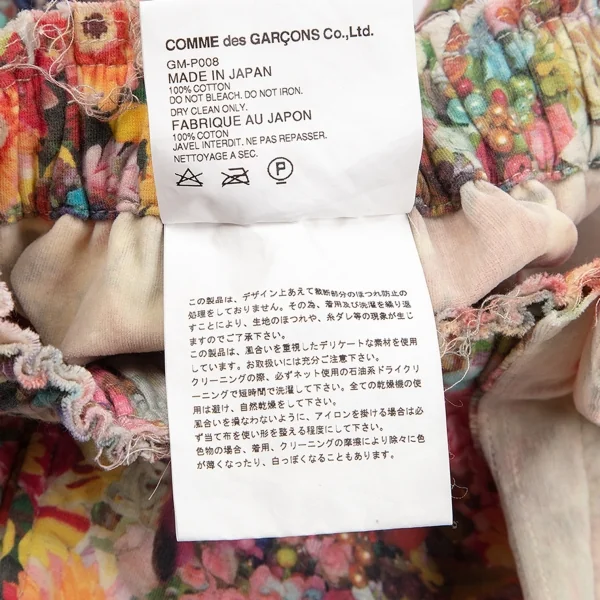 COMME des GARÇONS Co.,Ltd.
GM-P008
MADE IN JAPAN
100% COTTON
DO NOT BLEACH. DO NOT IRON.
DRY CLEAN ONLY.
FABRIQUE AU JAPON
100% COTON
JAVEL INTERDIT. NE PAS REPASSER.
NETTOYAGE A SEC.
P
この製品は、デザイン上あえて裁断部分のほつれ防止の
処理をしておりません。その為、着用及び洗濯を繰り返
すことにより、生地のほつれや、糸ダレ等の現象が生じ
ますのでご了承下さい。
この製品は、風合いを重視したデリケートな素材を使用
しています。お取扱いには充分ご注意下さい。
クリーニングの際、必ずネット使用の石油系ドライクリ
ーニングで短時間で洗濯して下さい。全ての乾燥機の使
用は避け、自然乾燥をして下さい。
風合いを損なわないように、アイロンを掛ける場合は必
ず当て布を使い形を整える程度にして下さい。
色物の場合、着用、クリーニングの摩擦により除々に色
が薄くなったり、白っぽくなることもあります。